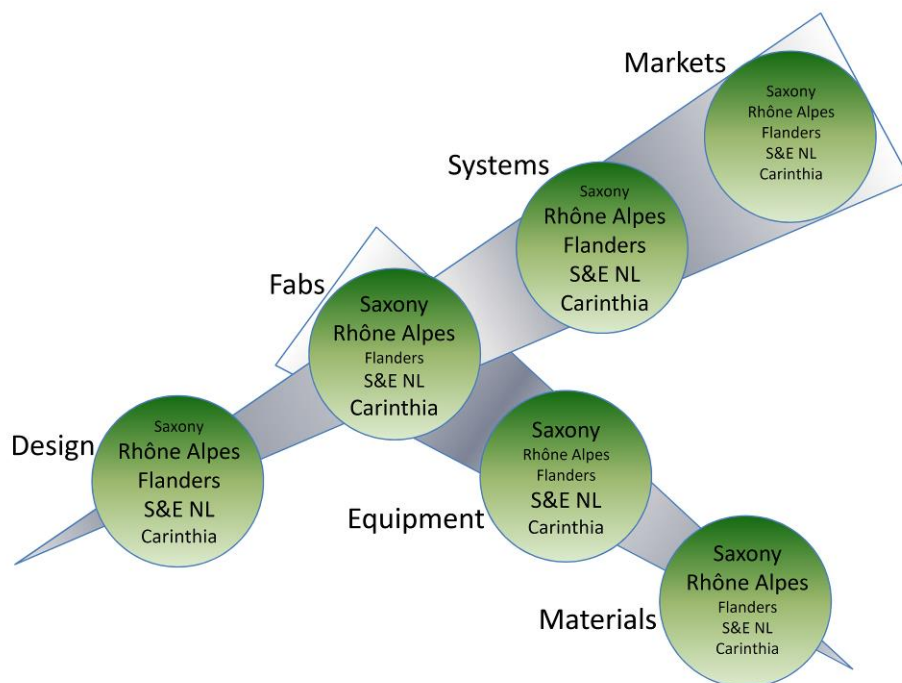 Markets
Saxony
Rhône Alpes
Flanders
S&E NL
Carinthia
Systems
Saxony
Rhône Alpes
Flanders
S&E NL
Carinthia
Fabs
Saxony
Rhône Alpes
Flanders
S&E NL
Carinthia
Design
Saxony
Rhône Alpes
Flanders
S&E NL
Carinthia
Equipment
Saxony
Rhône Alpes
Flanders
S&E NL
Carinthia
Materials
Saxony
Rhône Alpes
Flanders
S&E NL
Carinthia